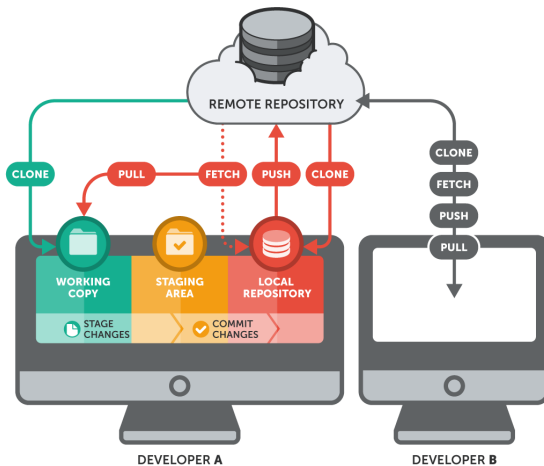 REMOTE REPOSITORY
CLONE
PULL
FETCH
PUSH
CLONE
CLONE
FETCH
PUSH
PULL
WORKING
COPY
STAGING
AREA
LOCAL
REPOSITORY
STAGE
CHANGES
COMMIT
CHANGES
DEVELOPER A
DEVELOPER B